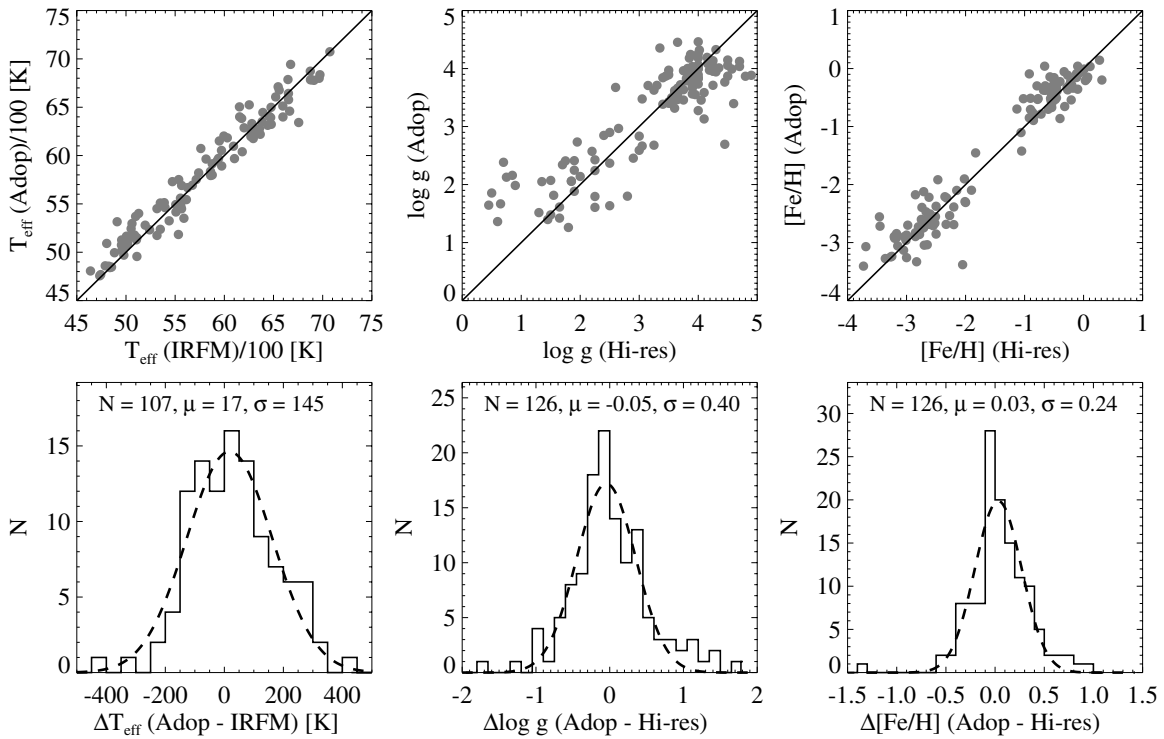 75
70
65
60
55
50
45
T_eff (Adop)/100 [K]
45 50 55 60 65 70 75
T_eff (IRFM)/100 [K]
5
4
3
2
1
0
log g (Adop)
0 1 2 3 4 5
log g (Hi-res)
1
0
-1
-2
-3
-4
[Fe/H] (Adop)
-4 -3 -2 -1 0 1
[Fe/H] (Hi-res)
N = 107, μ = 17, σ = 145
15
10
5
0
N
-400 -200 0 200 400
ΔT_eff (Adop - IRFM) [K]
N = 126, μ = -0.05, σ = 0.40
25
20
15
10
5
0
N
-2 -1 0 1 2
Δlog g (Adop - Hi-res)
N = 126, μ = 0.03, σ = 0.24
30
25
20
15
10
5
0
N
-1.5 -1.0 -0.5 0.0 0.5 1.0 1.5
Δ[Fe/H] (Adop - Hi-res)